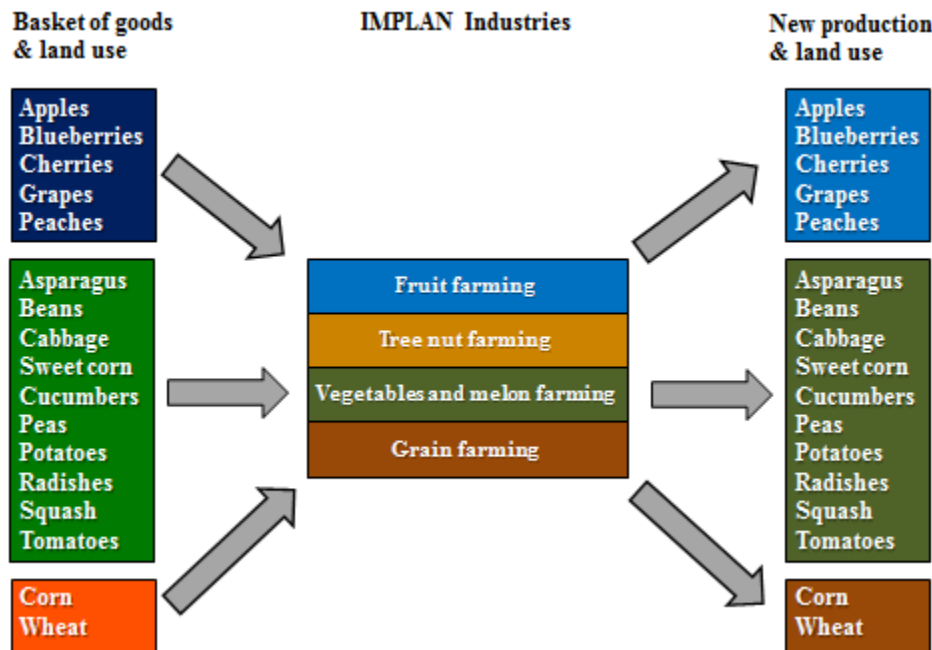 Basket of goods
& land use
IMPLAN Industries
New production
& land use
Apples
Blueberries
Cherries
Grapes
Peaches
Asparagus
Beans
Cabbage
Sweet corn
Cucumbers
Peas
Potatoes
Radishes
Squash
Tomatoes
Corn
Wheat
Fruit farming
Tree nut farming
Vegetables and melon farming
Grain farming
Apples
Blueberries
Cherries
Grapes
Peaches
Asparagus
Beans
Cabbage
Sweet corn
Cucumbers
Peas
Potatoes
Radishes
Squash
Tomatoes
Corn
Wheat